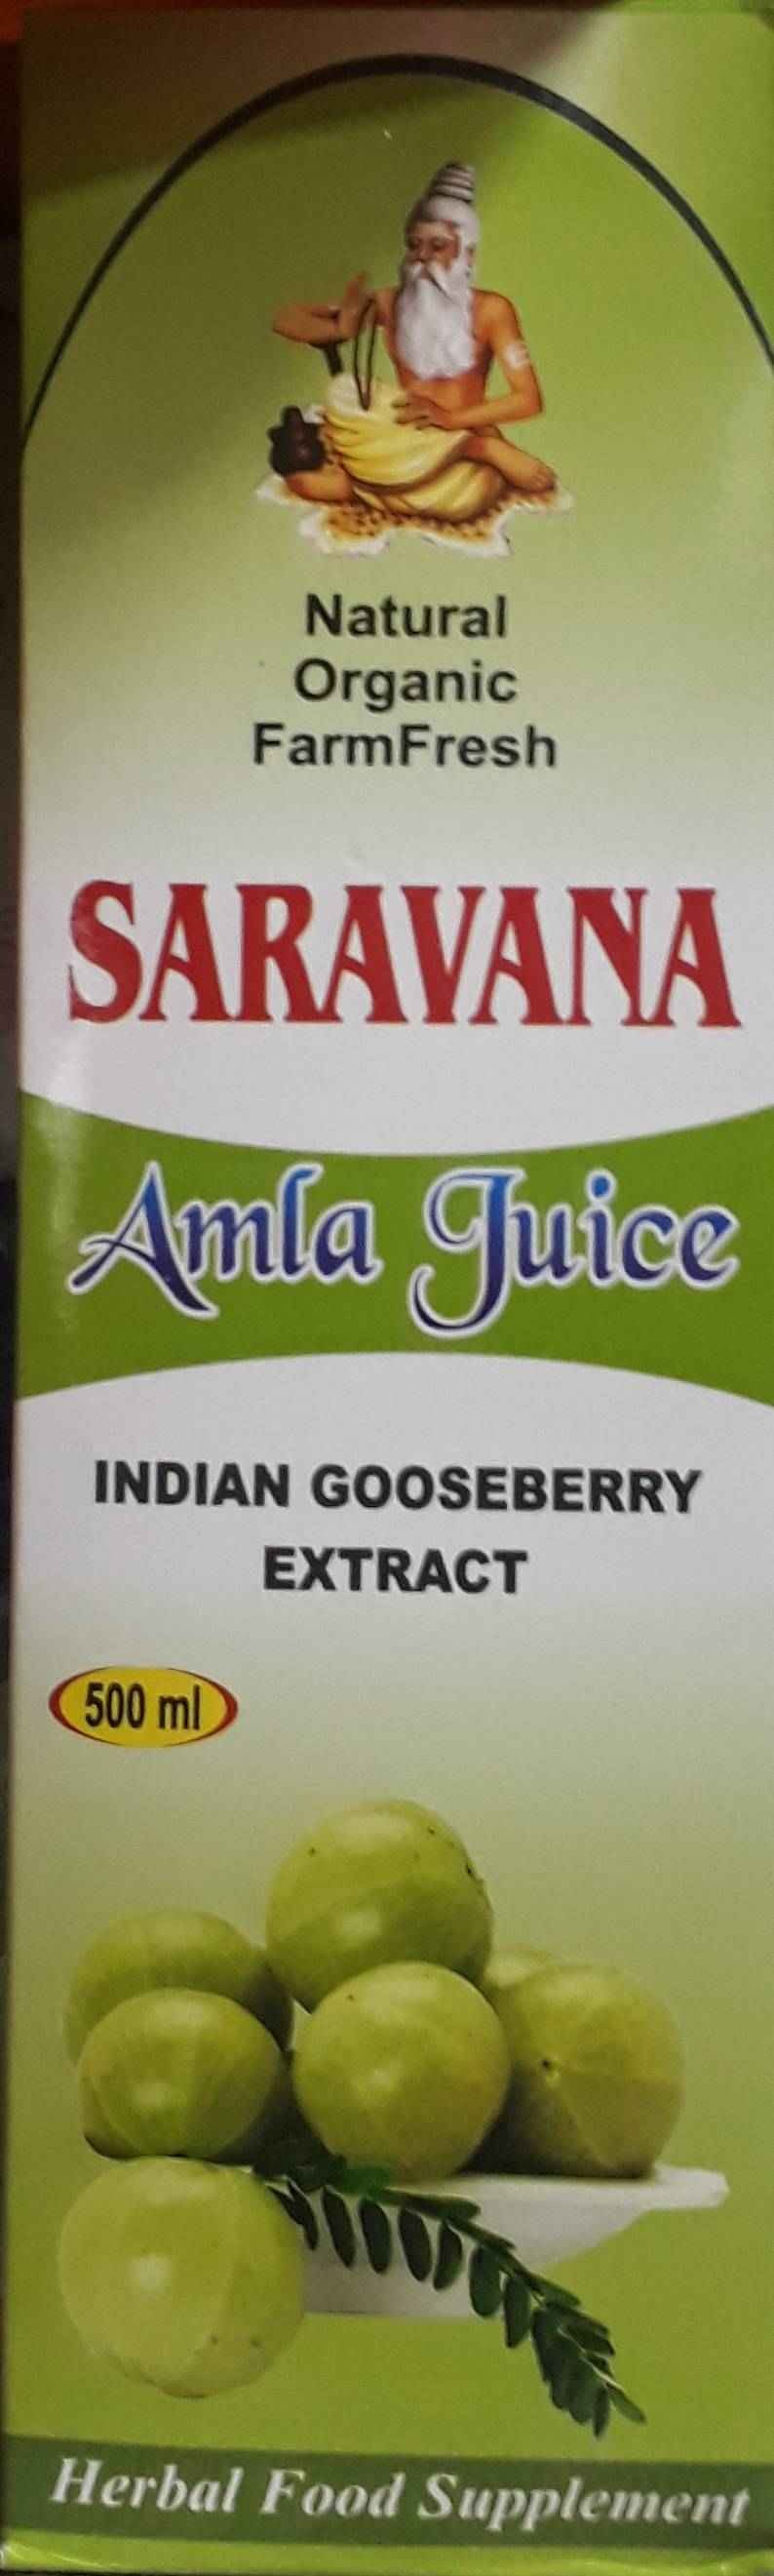 Natural
Organic
FarmFresh
SARAVANA
Amla Juice
INDIAN GOOSEBERRY
EXTRACT
500 ml
Herbal Food Supplement